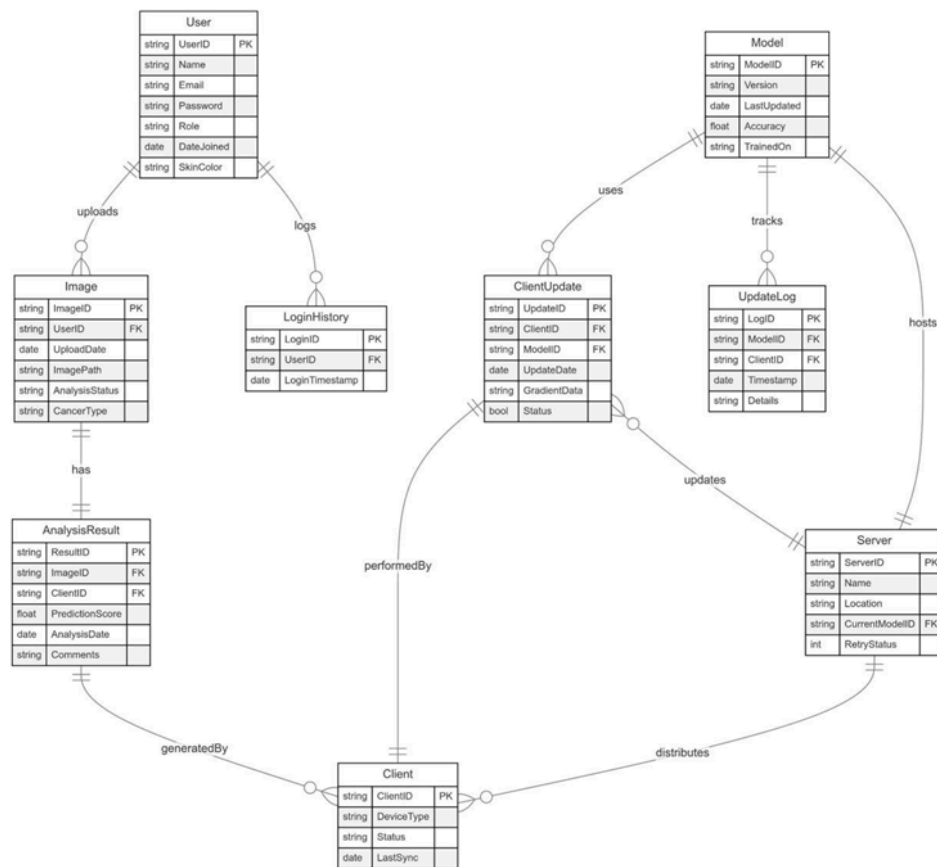 User
string UserID PK
string Name
string Email
string Password
string Role
date DateJoined
string SkinColor
Model
string ModelID PK
string Version
date LastUpdated
float Accuracy
string TrainedOn
uploads
logs
uses
tracks
hosts
Image
string ImageID PK
string UserID FK
date UploadDate
string ImagePath
string AnalysisStatus
string CancerType
LoginHistory
string LoginID PK
string UserID FK
date LoginTimestamp
ClientUpdate
string UpdateID PK
string ClientID FK
string ModelID FK
date UpdateDate
string GradientData
bool Status
UpdateLog
string LogID PK
string ModelID FK
string ClientID FK
date Timestamp
string Details
has
performedBy
updates
AnalysisResult
string ResultID PK
string ImageID FK
string ClientID FK
float PredictionScore
date AnalysisDate
string Comments
Server
string ServerID PK
string Name
string Location
string CurrentModelID FK
int RetryStatus
generatedBy
distributes
Client
string ClientID PK
string DeviceType
string Status
date LastSync